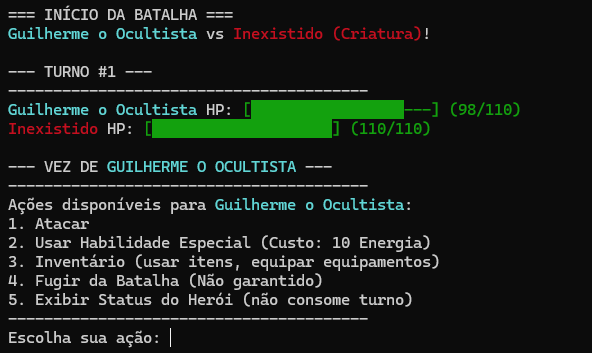 === INÍCIO DA BATALHA ===
Guilherme o Ocultista vs Inexistido (Criatura)!
--- TURNO #1 ---
----------------------------------------
Guilherme o Ocultista HP: [█████████████████---] (98/110)
Inexistido HP: [████████████████████] (110/110)
--- VEZ DE GUILHERME O OCULTISTA ---
----------------------------------------
Ações disponíveis para Guilherme o Ocultista:
1. Atacar
2. Usar Habilidade Especial (Custo: 10 Energia)
3. Inventário (usar itens, equipar equipamentos)
4. Fugir da Batalha (Não garantido)
5. Exibir Status do Herói (não consome turno)
----------------------------------------
Escolha sua ação: